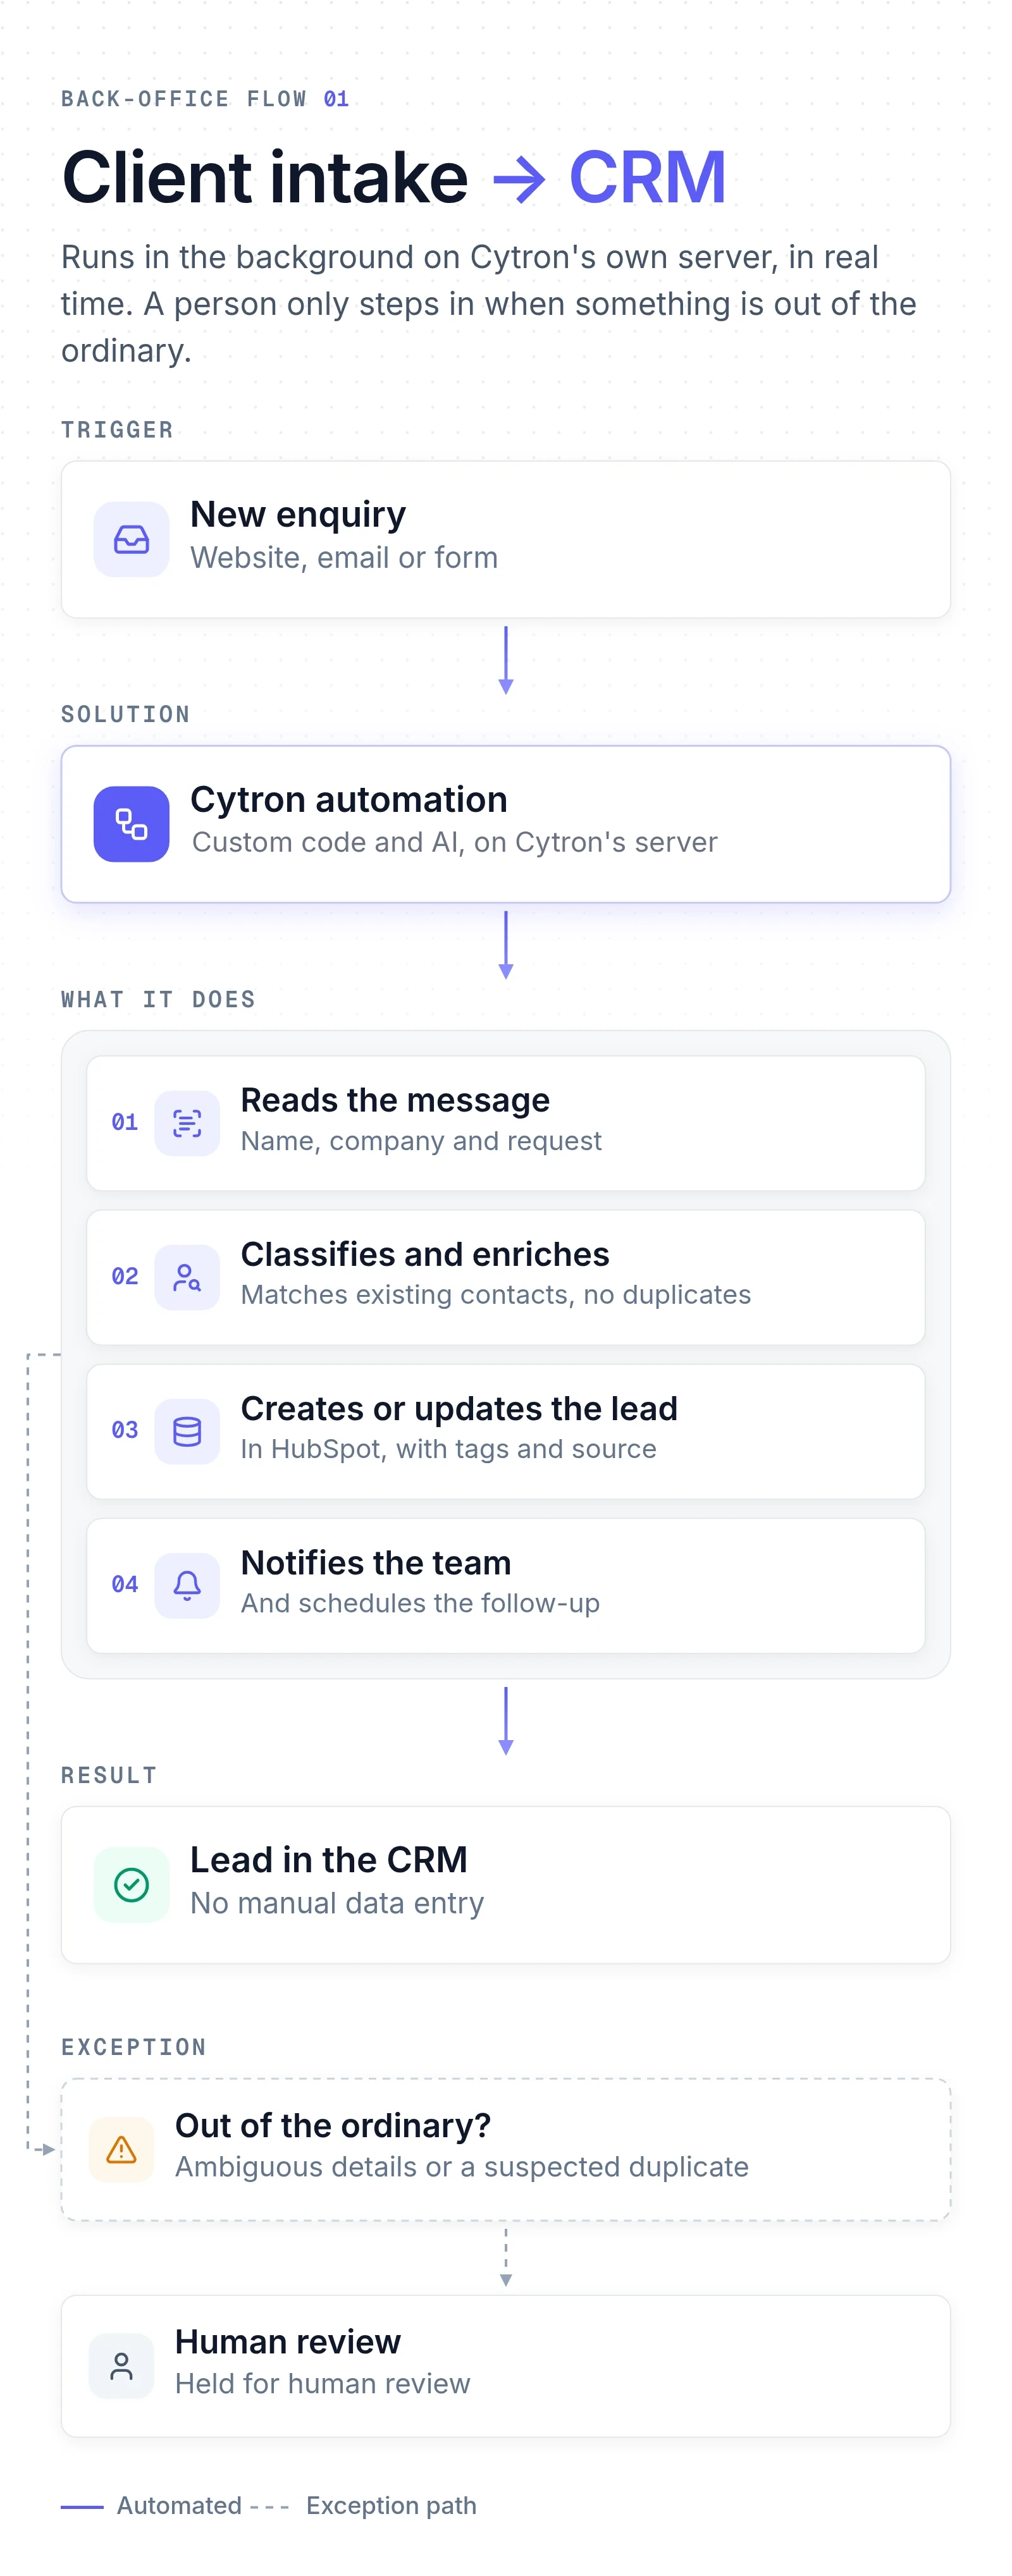 BACK-OFFICE FLOW 01
Client intake → CRM
Runs in the background on Cytron's own server, in real
time. A person only steps in when something is out of the
ordinary.
TRIGGER
New enquiry
Website, email or form
SOLUTION
Cytron automation
Custom code and AI, on Cytron's server
WHAT IT DOES
01
Reads the message
Name, company and request
02
Classifies and enriches
Matches existing contacts, no duplicates
03
Creates or updates the lead
In HubSpot, with tags and source
04
Notifies the team
And schedules the follow-up
RESULT
Lead in the CRM
No manual data entry
EXCEPTION
Out of the ordinary?
Ambiguous details or a suspected duplicate
Human review
Held for human review
Automated
Exception path